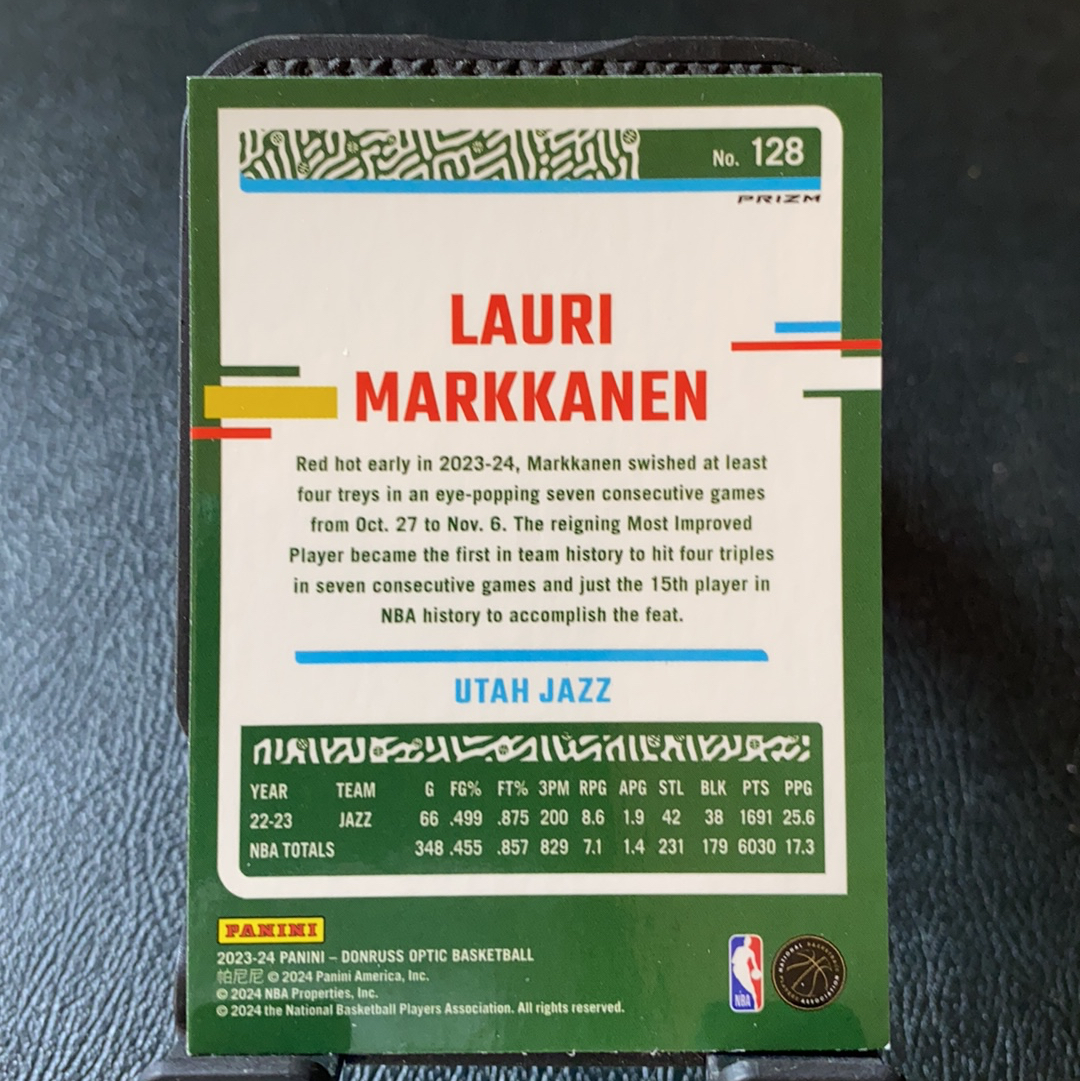 No. 128
PRIZM
LAURI
MARKKANEN
Red hot early in 2023-24, Markkanen swished at least
four treys in an eye-popping seven consecutive games
from Oct. 27 to Nov. 6. The reigning Most Improved
Player became the first in team history to hit four triples
in seven consecutive games and just the 15th player in
NBA history to accomplish the feat.
UTAH JAZZ
YEAR TEAM G FG% FT% 3PM RPG APG STL BLK PTS PPG
22-23 JAZZ 66 .499 .875 200 8.6 1.9 42 38 1691 25.6
NBA TOTALS 348 .455 .857 829 7.1 1.4 231 179 6030 17.3
PANINI
2023-24 PANINI – DONRUSS OPTIC BASKETBALL
帕尼尼 © 2024 Panini America, Inc.
© 2024 NBA Properties, Inc.
© 2024 the National Basketball Players Association. All rights reserved.
NBA
NATIONAL BASKETBALL
PLAYERS ASSOCIATION